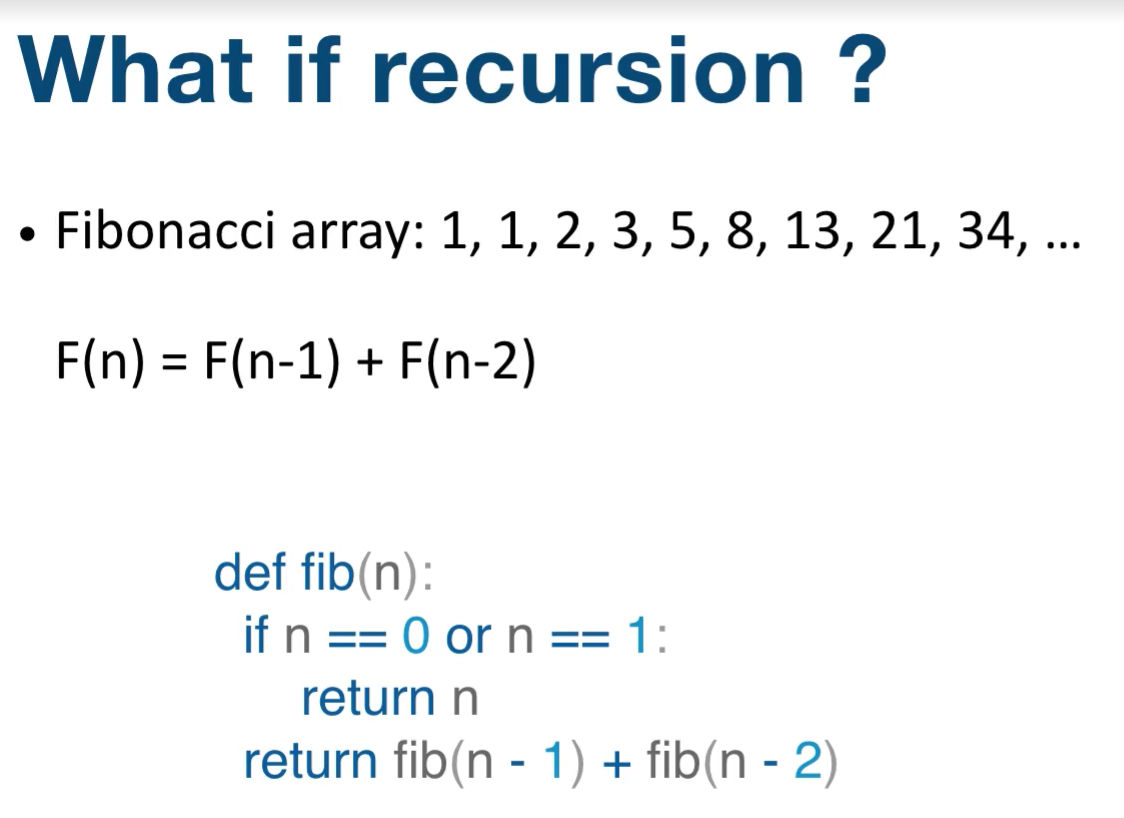 What if recursion ?
• Fibonacci array: 1, 1, 2, 3, 5, 8, 13, 21, 34, ...
F(n) = F(n-1) + F(n-2)
def fib(n):
if n == 0 or n == 1:
return n
return fib(n - 1) + fib(n - 2)